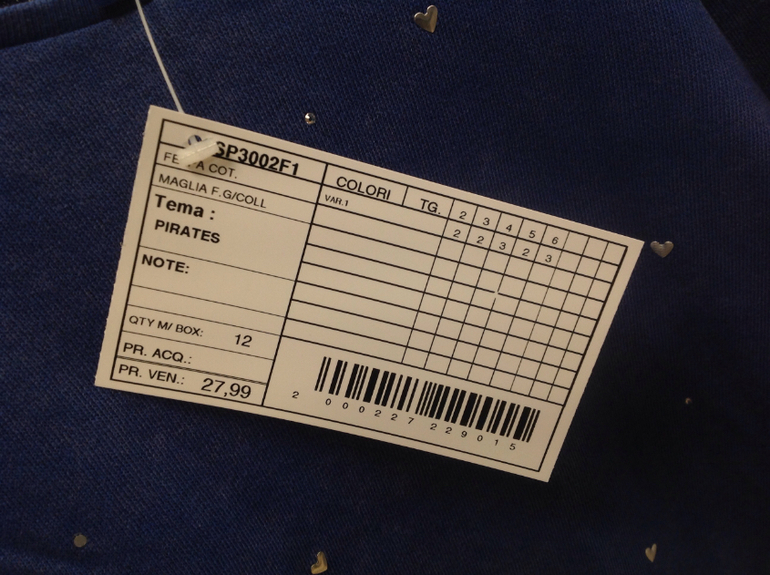 SP3002F1
COT.
MAGLIA F.G/COLL
Tema :
PIRATES
NOTE:
QTY M/ BOX: 12
PR. ACQ.:
PR. VEN.: 27,99
COLORI TG. 2 3 4 5 6
VAR.1 2 2 3 2 3
2 000227 229015